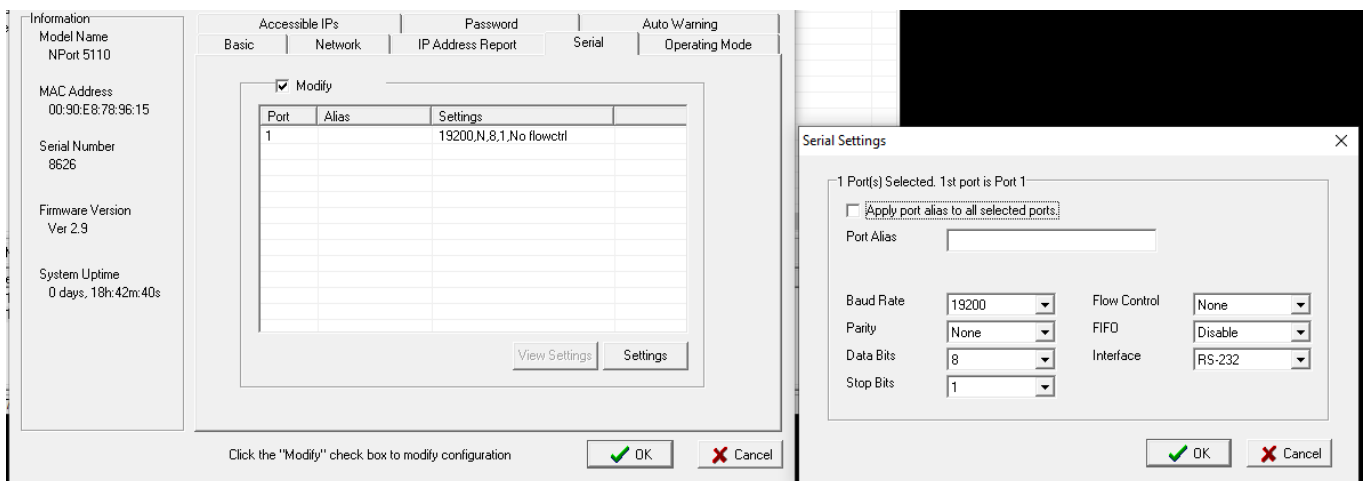 Information
Model Name
NPort 5110
MAC Address
00:90:E8:78:96:15
Serial Number
8626
Firmware Version
Ver 2.9
System Uptime
0 days, 18h:42m:40s
Accessible IPs Password Auto Warning
Basic Network IP Address Report Serial Operating Mode
Modify
Port Alias Settings
1 19200,N,8,1,No flowctrl
View Settings Settings
Click the "Modify" check box to modify configuration OK Cancel
Serial Settings
1 Port(s) Selected. 1st port is Port 1
Apply port alias to all selected ports.
Port Alias
Baud Rate 19200 Flow Control None
Parity None FIFO Disable
Data Bits 8 Interface RS-232
Stop Bits 1
OK Cancel